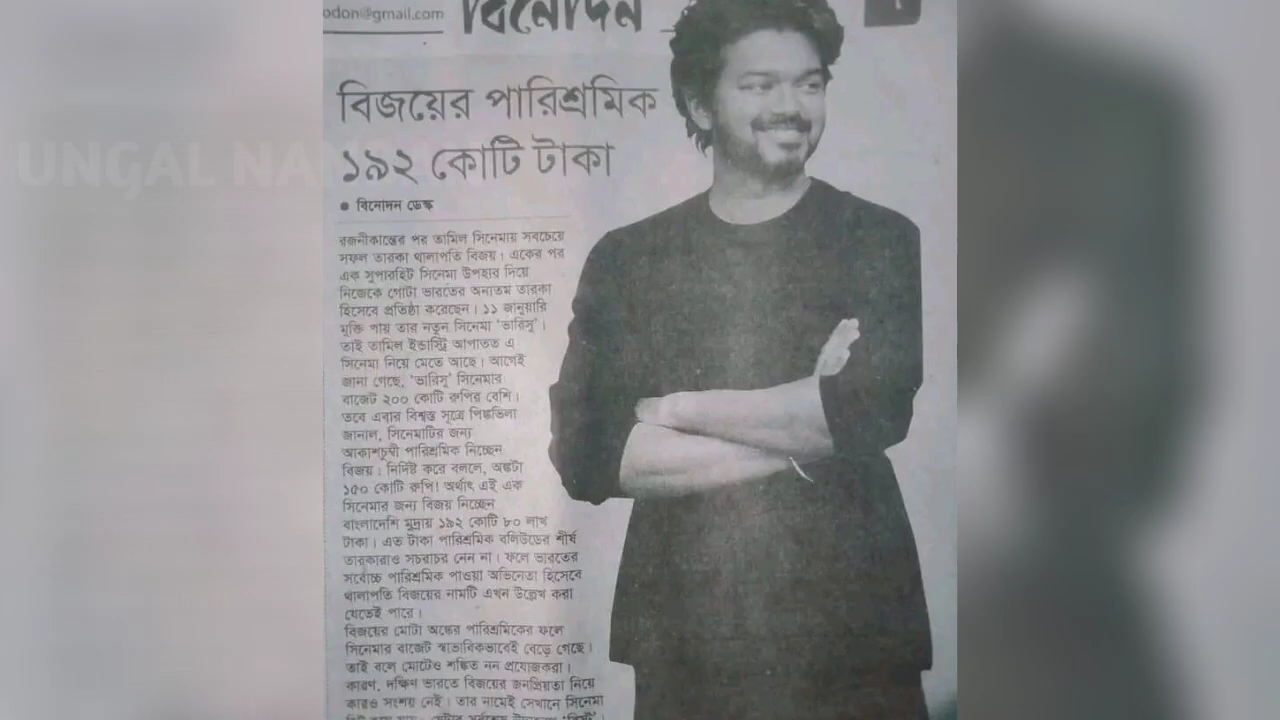 odon@gmail.com
বিনোদন
UNGAL NA
বিজয়ের পারিশ্রমিক
১৯২ কোটি টাকা
● বিনোদন ডেস্ক
রজনীকান্তের পর তামিল সিনেমায় সবচেয়ে
সফল তারকা থালাপতি বিজয়। একের পর
এক সুপারহিট সিনেমা উপহার দিয়ে
নিজেকে গোটা ভারতের অন্যতম তারকা
হিসেবে প্রতিষ্ঠা করেছেন। ১১ জানুয়ারি
মুক্তি পায় তার নতুন সিনেমা ‘ভারিসু’।
তাই তামিল ইন্ডাস্ট্রি আপাতত এ
সিনেমা নিয়ে মেতে আছে। আগেই
জানা গেছে, ‘ভারিসু’ সিনেমার
বাজেট ২০০ কোটি রুপির বেশি।
তবে এবার বিশ্বস্ত সূত্রে পিঙ্কভিলা
জানাল, সিনেমাটির জন্য
আকাশচুম্বী পারিশ্রমিক নিচ্ছেন
বিজয়। নির্দিষ্ট করে বললে, অঙ্কটা
১৫০ কোটি রুপি! অর্থাৎ এই এক
সিনেমার জন্য বিজয় নিচ্ছেন
বাংলাদেশি মুদ্রায় ১৯২ কোটি ৮০ লাখ
টাকা। এত টাকা পারিশ্রমিক বলিউডের শীর্ষ
তারকারাও সচরাচর নেন না। ফলে ভারতের
সর্বোচ্চ পারিশ্রমিক পাওয়া অভিনেতা হিসেবে
থালাপতি বিজয়ের নামটি এখন উল্লেখ করা
যেতেই পারে।
বিজয়ের মোটা অঙ্কের পারিশ্রমিকের ফলে
সিনেমার বাজেট স্বাভাবিকভাবেই বেড়ে গেছে।
তাই বলে মোটেও শঙ্কিত নন প্রযোজকরা।
কারণ, দক্ষিণ ভারতে বিজয়ের জনপ্রিয়তা নিয়ে
কারও সংশয় নেই। তার নামেই সেখানে সিনেমা